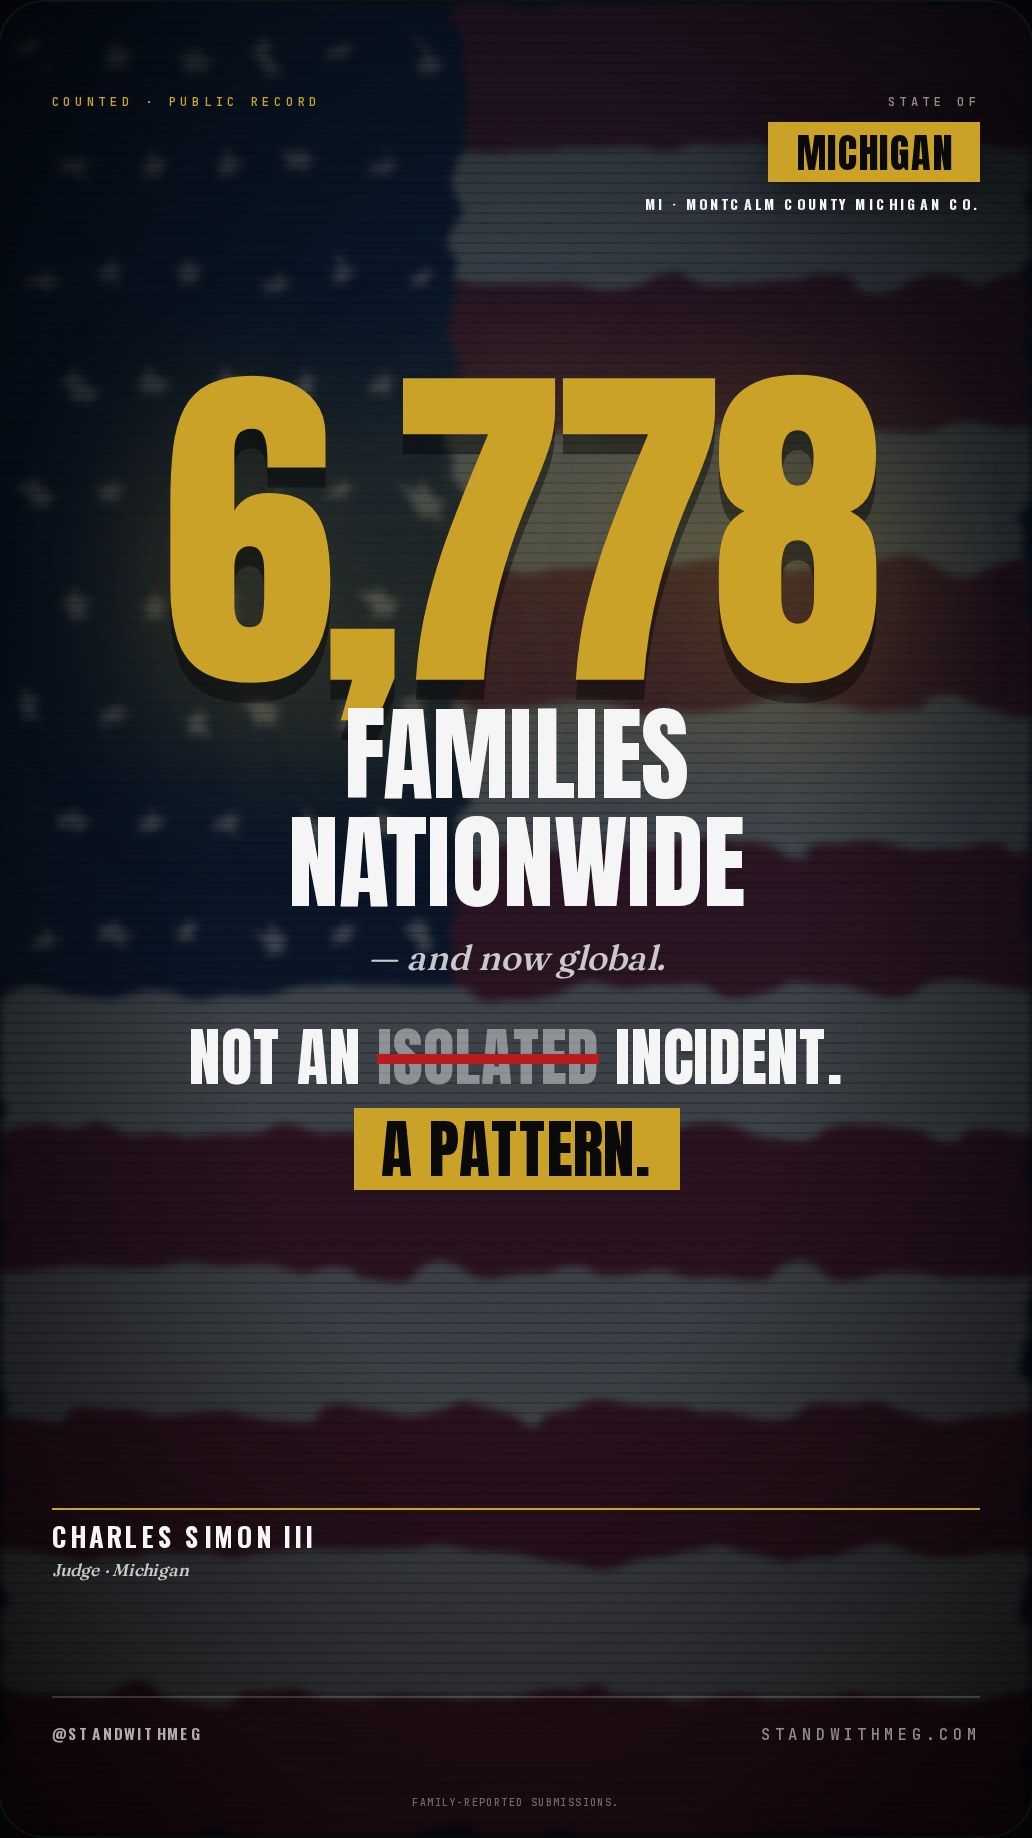 COUNTED · PUBLIC RECORD
STATE OF
MICHIGAN
MI · MONTCALM COUNTY MICHIGAN CO.
6,778
FAMILIES
NATIONWIDE
— and now global.
NOT AN ISOLATED INCIDENT.
A PATTERN.
CHARLES SIMON III
Judge · Michigan
@STANDWITHMEG
STANDWITHMEG.COM
FAMILY-REPORTED SUBMISSIONS.